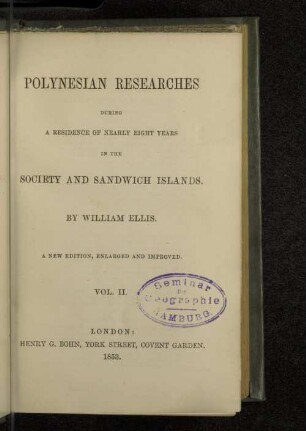 POLYNESIAN RESEARCHES
DURING
A RESIDENCE OF NEARLY EIGHT YEARS
IN THE
SOCIETY AND SANDWICH ISLANDS.
BY WILLIAM ELLIS.
A NEW EDITION, ENLARGED AND IMPROVED.
VOL. II.
Seminar
für
Geographie
HAMBURG.
LONDON:
HENRY G. BOHN, YORK STREET, COVENT GARDEN.
1853.